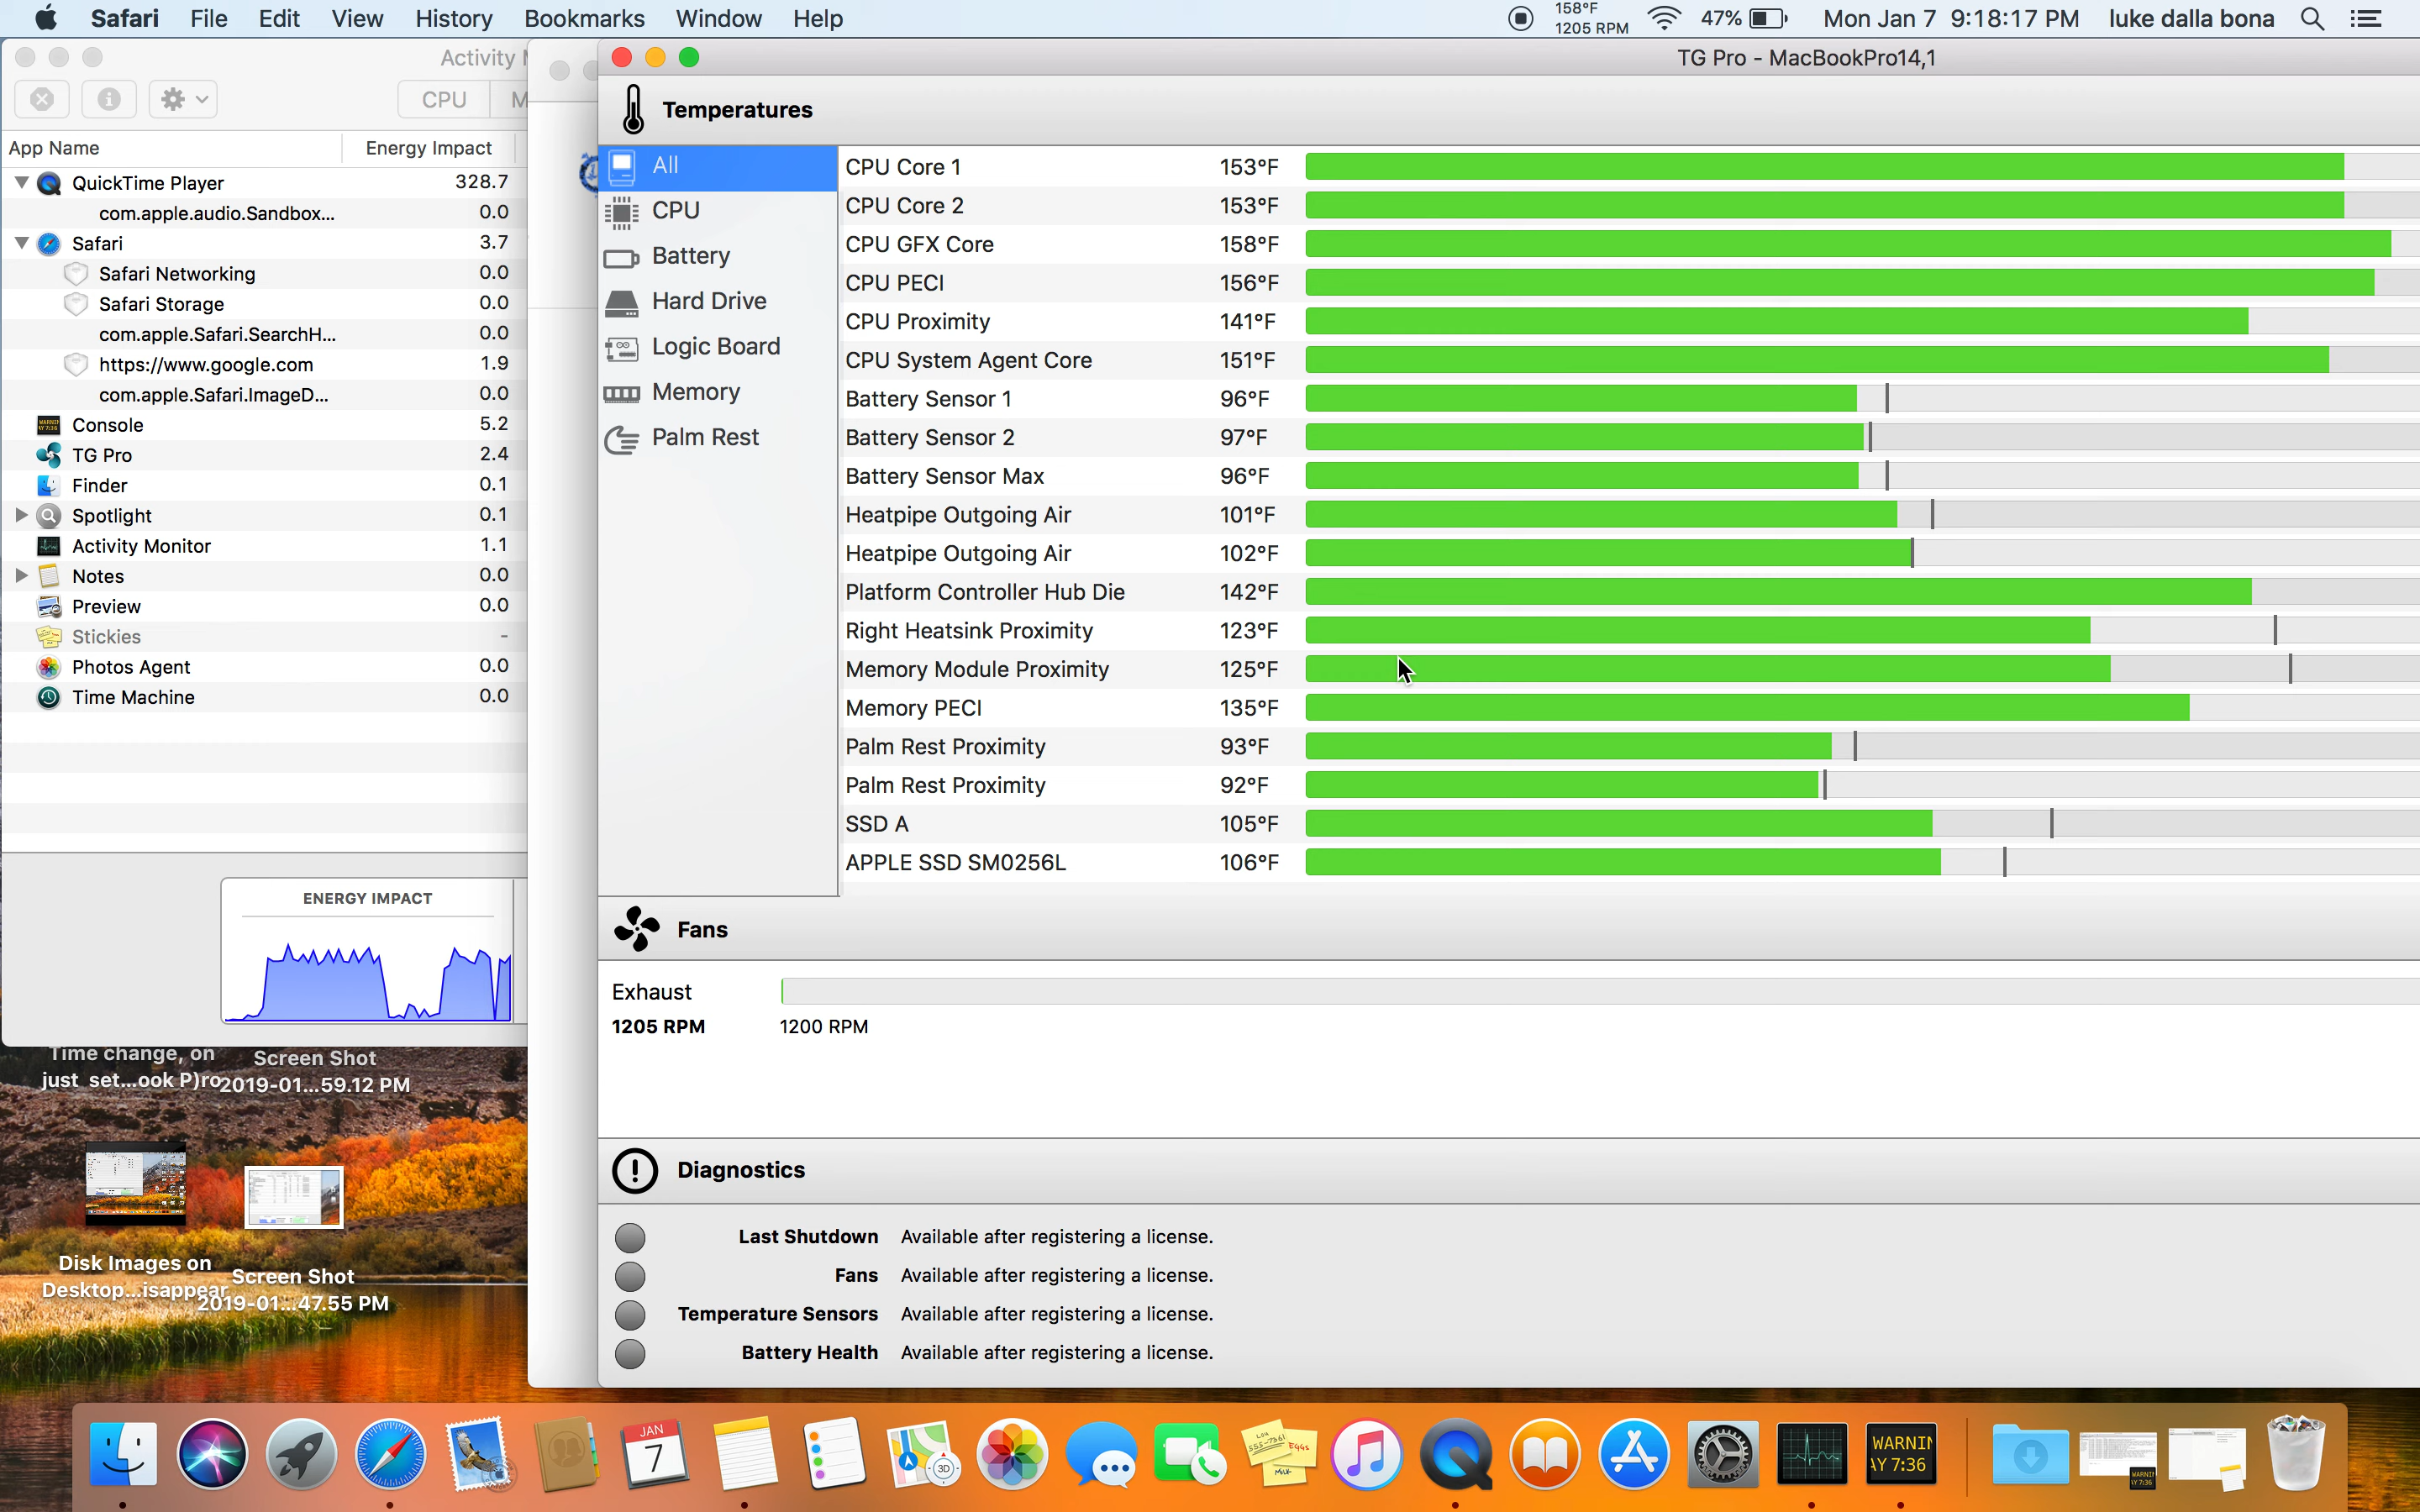 Safari File Edit View History Bookmarks Window Help
158°F
1205 RPM
47%
Mon Jan 7 9:18:17 PM
luke dalla bona
Activity
CPU
App Name Energy Impact
QuickTime Player 328.7
com.apple.audio.Sandbox... 0.0
Safari 3.7
Safari Networking 0.0
Safari Storage 0.0
com.apple.Safari.SearchH... 0.0
https://www.google.com 1.9
com.apple.Safari.ImageD... 0.0
Console 5.2
TG Pro 2.4
Finder 0.1
Spotlight 0.1
Activity Monitor 1.1
Notes 0.0
Preview 0.0
Stickies -
Photos Agent 0.0
Time Machine 0.0
ENERGY IMPACT
TG Pro - MacBookPro14,1
Temperatures
All
CPU
Battery
Hard Drive
Logic Board
Memory
Palm Rest
CPU Core 1 153°F
CPU Core 2 153°F
CPU GFX Core 158°F
CPU PECI 156°F
CPU Proximity 141°F
CPU System Agent Core 151°F
Battery Sensor 1 96°F
Battery Sensor 2 97°F
Battery Sensor Max 96°F
Heatpipe Outgoing Air 101°F
Heatpipe Outgoing Air 102°F
Platform Controller Hub Die 142°F
Right Heatsink Proximity 123°F
Memory Module Proximity 125°F
Memory PECI 135°F
Palm Rest Proximity 93°F
Palm Rest Proximity 92°F
SSD A 105°F
APPLE SSD SM0256L 106°F
Fans
Exhaust
1205 RPM 1200 RPM
Diagnostics
Last Shutdown Available after registering a license.
Fans Available after registering a license.
Temperature Sensors Available after registering a license.
Battery Health Available after registering a license.
Time change, on
just set...ook P)ro
Screen Shot
2019-01...59.12 PM
Disk Images on
Desktop...isappear
Screen Shot
2019-01...47.55 PM
JAN
7
3D
WARNIN
AY 7:36